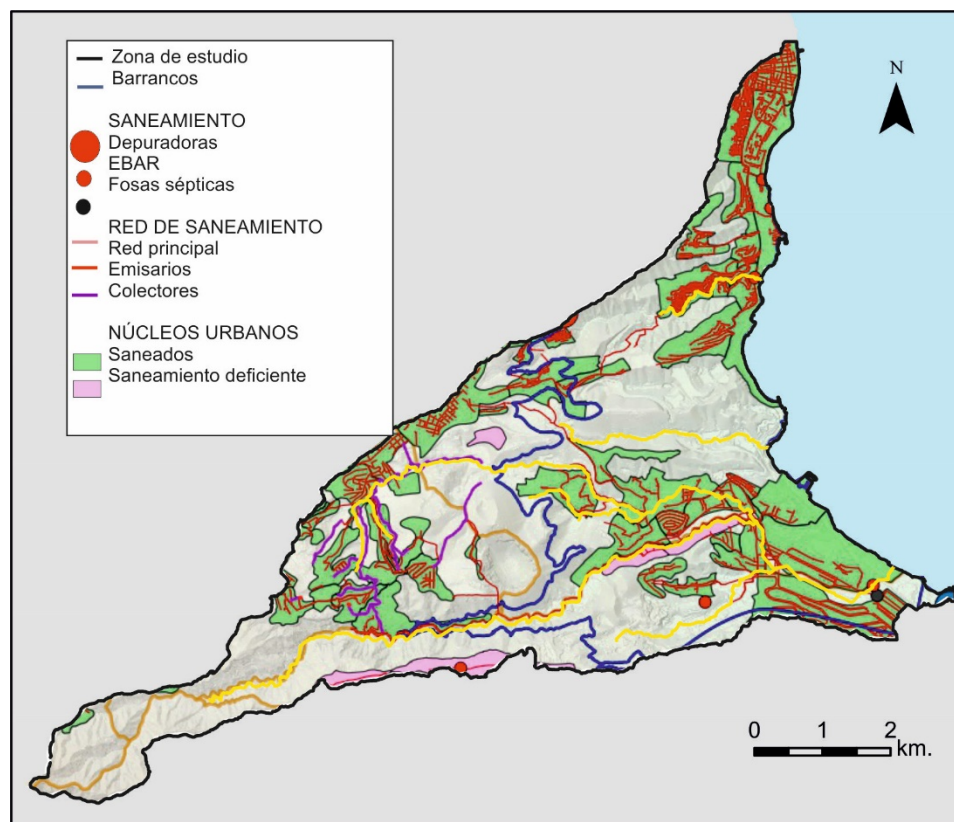 Zona de estudio
Barrancos
SANEAMIENTO
Depuradoras
EBAR
Fosas sépticas
RED DE SANEAMIENTO
Red principal
Emisarios
Colectores
NÚCLEOS URBANOS
Saneados
Saneamiento deficiente
N
0 1 2
km.